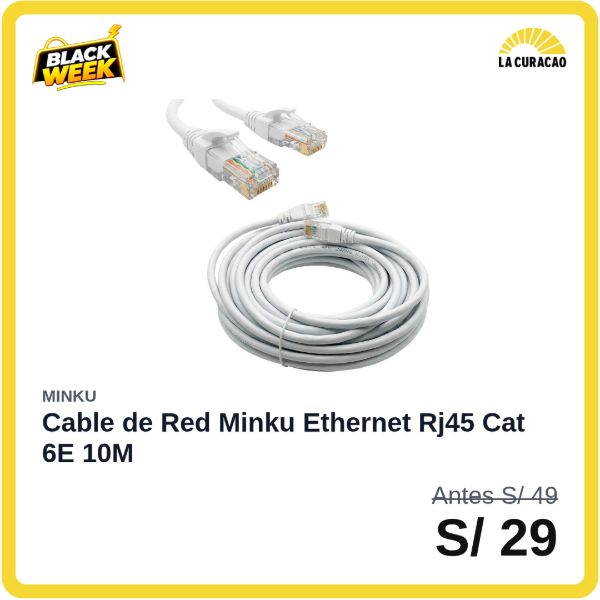 BLACK
WEEK
LA CURACAO
MINKU
Cable de Red Minku Ethernet Rj45 Cat
6E 10M
Antes S/ 49
S/ 29